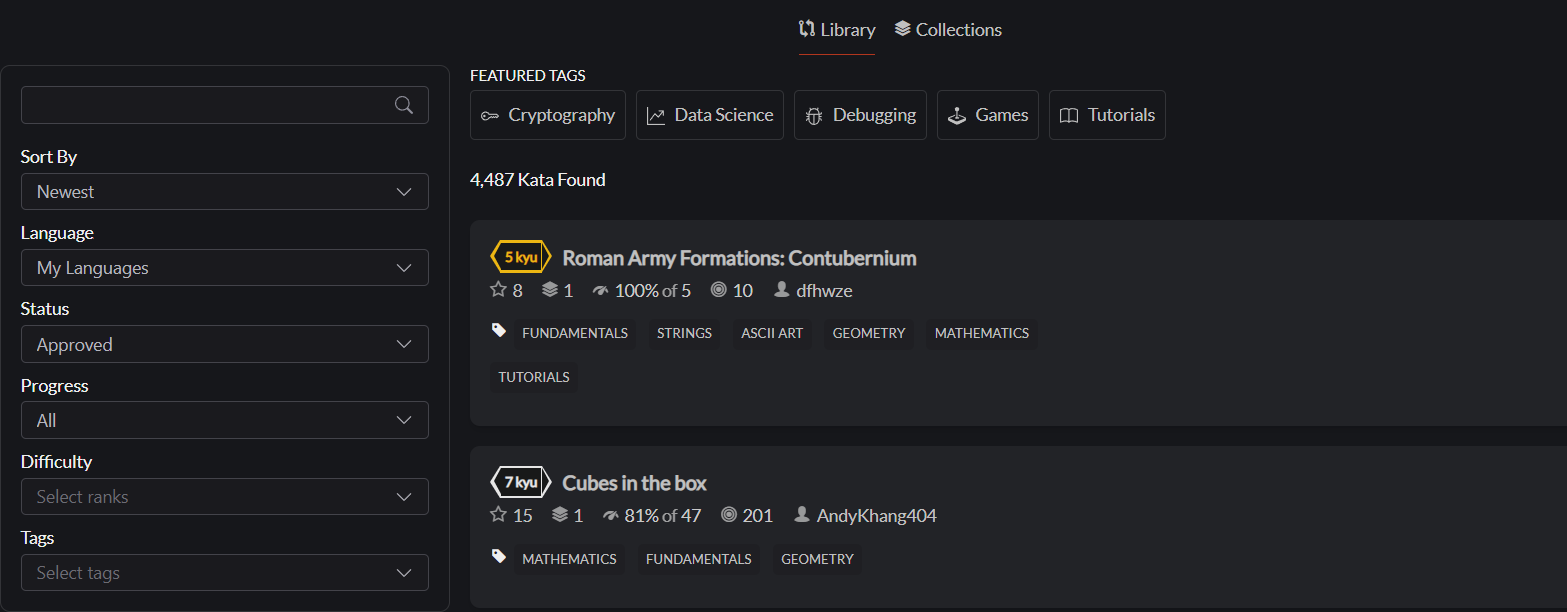 Library Collections
Sort By
Newest
Language
My Languages
Status
Approved
Progress
All
Difficulty
Select ranks
Tags
Select tags
FEATURED TAGS
Cryptography Data Science Debugging Games Tutorials
4,487 Kata Found
5 kyu Roman Army Formations: Contubernium
8 1 100% of 5 10 dfhwze
FUNDAMENTALS STRINGS ASCII ART GEOMETRY MATHEMATICS
TUTORIALS
7 kyu Cubes in the box
15 1 81% of 47 201 AndyKhang404
MATHEMATICS FUNDAMENTALS GEOMETRY